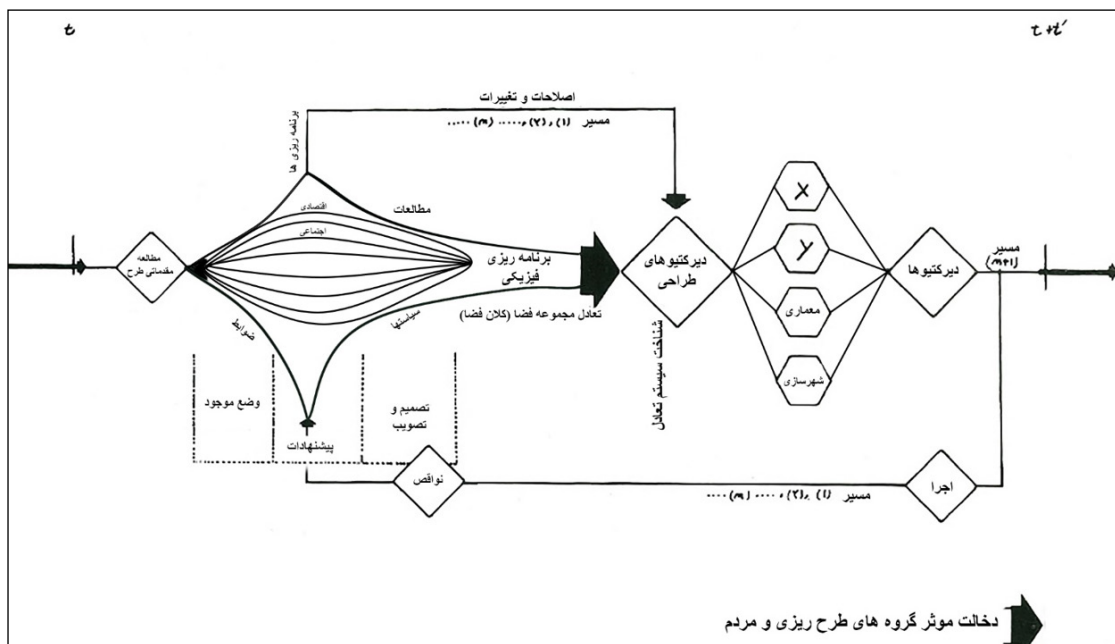 t
t+t′
اصلاحات و تغییرات
مسیر (۱)، (۲)، ..... (m) .....
برنامه ریزی ها
اقتصادی
اجتماعی
مطالعات
مطالعه
مقدماتی طرح
برنامه ریزی
فیزیکی
تعادل مجموعه فضا (کلان فضا)
ضوابط
سیاستها
دیرکتیوهای
طراحی
شناخت سیستم تعادل
X
Y
معماری
شهرسازی
دیرکتیوها
مسیر
(m+1)
وضع موجود
پیشنهادات
تصمیم و
تصویب
نواقص
مسیر (۱)، (۲)، .... (m) ....
اجرا
دخالت موثر گروه های طرح ریزی و مردم